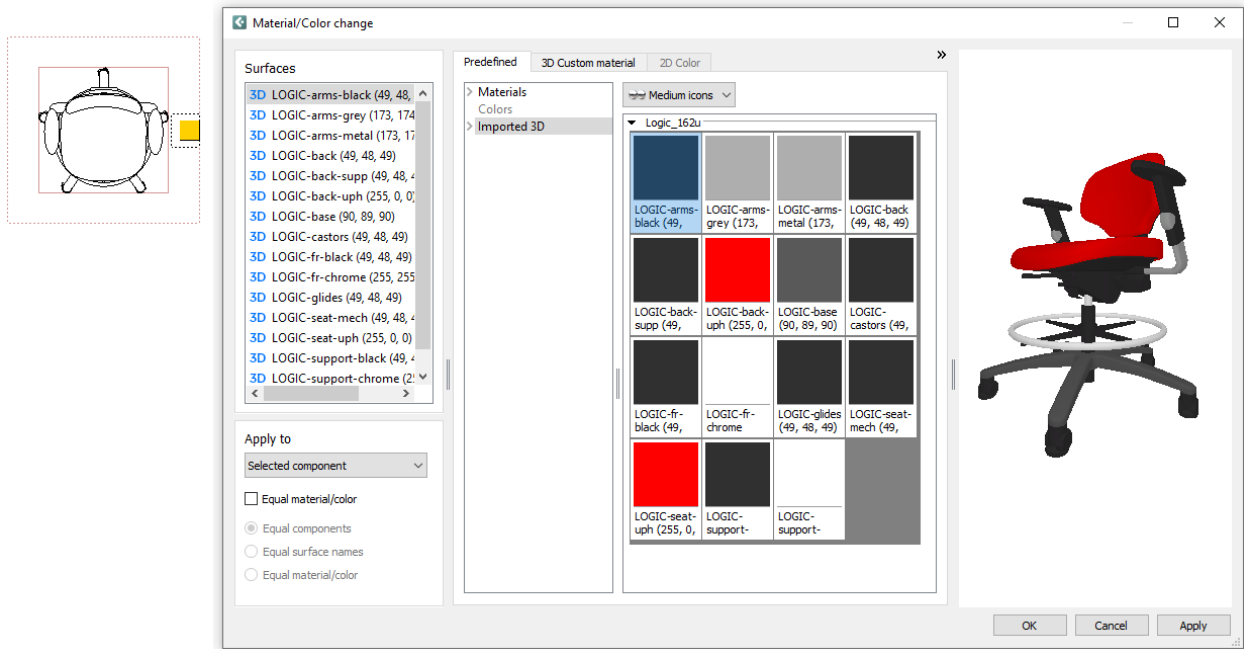 Material/Color change
Surfaces
3D LOGIC-arms-black (49, 48,
3D LOGIC-arms-grey (173, 174
3D LOGIC-arms-metal (173, 17
3D LOGIC-back (49, 48, 49)
3D LOGIC-back-supp (49, 48, 4
3D LOGIC-back-uph (255, 0, 0)
3D LOGIC-base (90, 89, 90)
3D LOGIC-castors (49, 48, 49)
3D LOGIC-fr-black (49, 48, 49)
3D LOGIC-fr-chrome (255, 255
3D LOGIC-glides (49, 48, 49)
3D LOGIC-seat-mech (49, 48, 4
3D LOGIC-seat-uph (255, 0, 0)
3D LOGIC-support-black (49, 4
3D LOGIC-support-chrome (2
Apply to
Selected component
Equal material/color
Equal components
Equal surface names
Equal material/color
Predefined 3D Custom material 2D Color
Materials
Colors
Imported 3D
Medium icons
Logic_162u
LOGIC-arms- LOGIC-arms- LOGIC-arms- LOGIC-back
black (49, grey (173, metal (173, (49, 48, 49)
LOGIC-back- LOGIC-back- LOGIC-base LOGIC-
supp (49, uph (255, 0, (90, 89, 90) castors (49,
LOGIC-fr- LOGIC-fr- LOGIC-glides LOGIC-seat-
black (49, chrome (49, 48, 49) mech (49,
LOGIC-seat- LOGIC- LOGIC-
uph (255, 0, support- support-
OK Cancel Apply